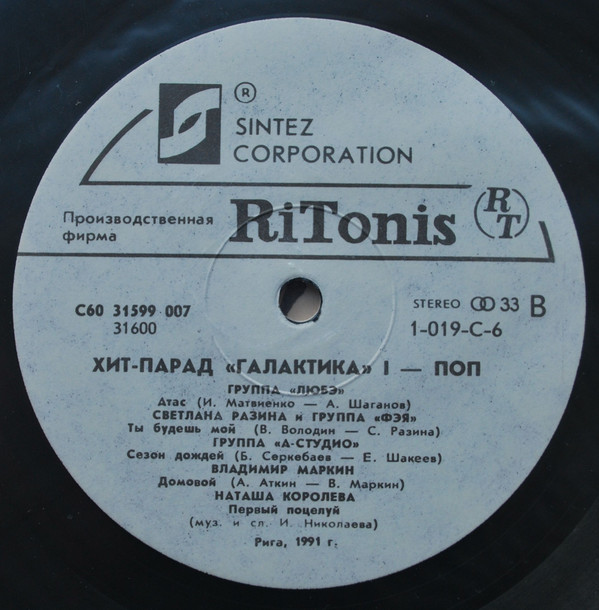 ®
SINTEZ
CORPORATION
Производственная
фирма
RiTonis
RT
С60 31599 007
31600
STEREO 33 B
1-019-С-6
ХИТ-ПАРАД «ГАЛАКТИКА» I — ПОП
ГРУППА «ЛЮБЭ»
Атас (И. Матвиенко — А. Шаганов)
СВЕТЛАНА РАЗИНА и ГРУППА «ФЭЯ»
Ты будешь мой (В. Володин — С. Разина)
ГРУППА «А-СТУДИО»
Сезон дождей (Б. Серкебаев — Е. Шакеев)
ВЛАДИМИР МАРКИН
Домовой (А. Аткин — В. Маркин)
НАТАША КОРОЛЕВА
Первый поцелуй
(муз. и сл. И. Николаева)
Рига, 1991 г.